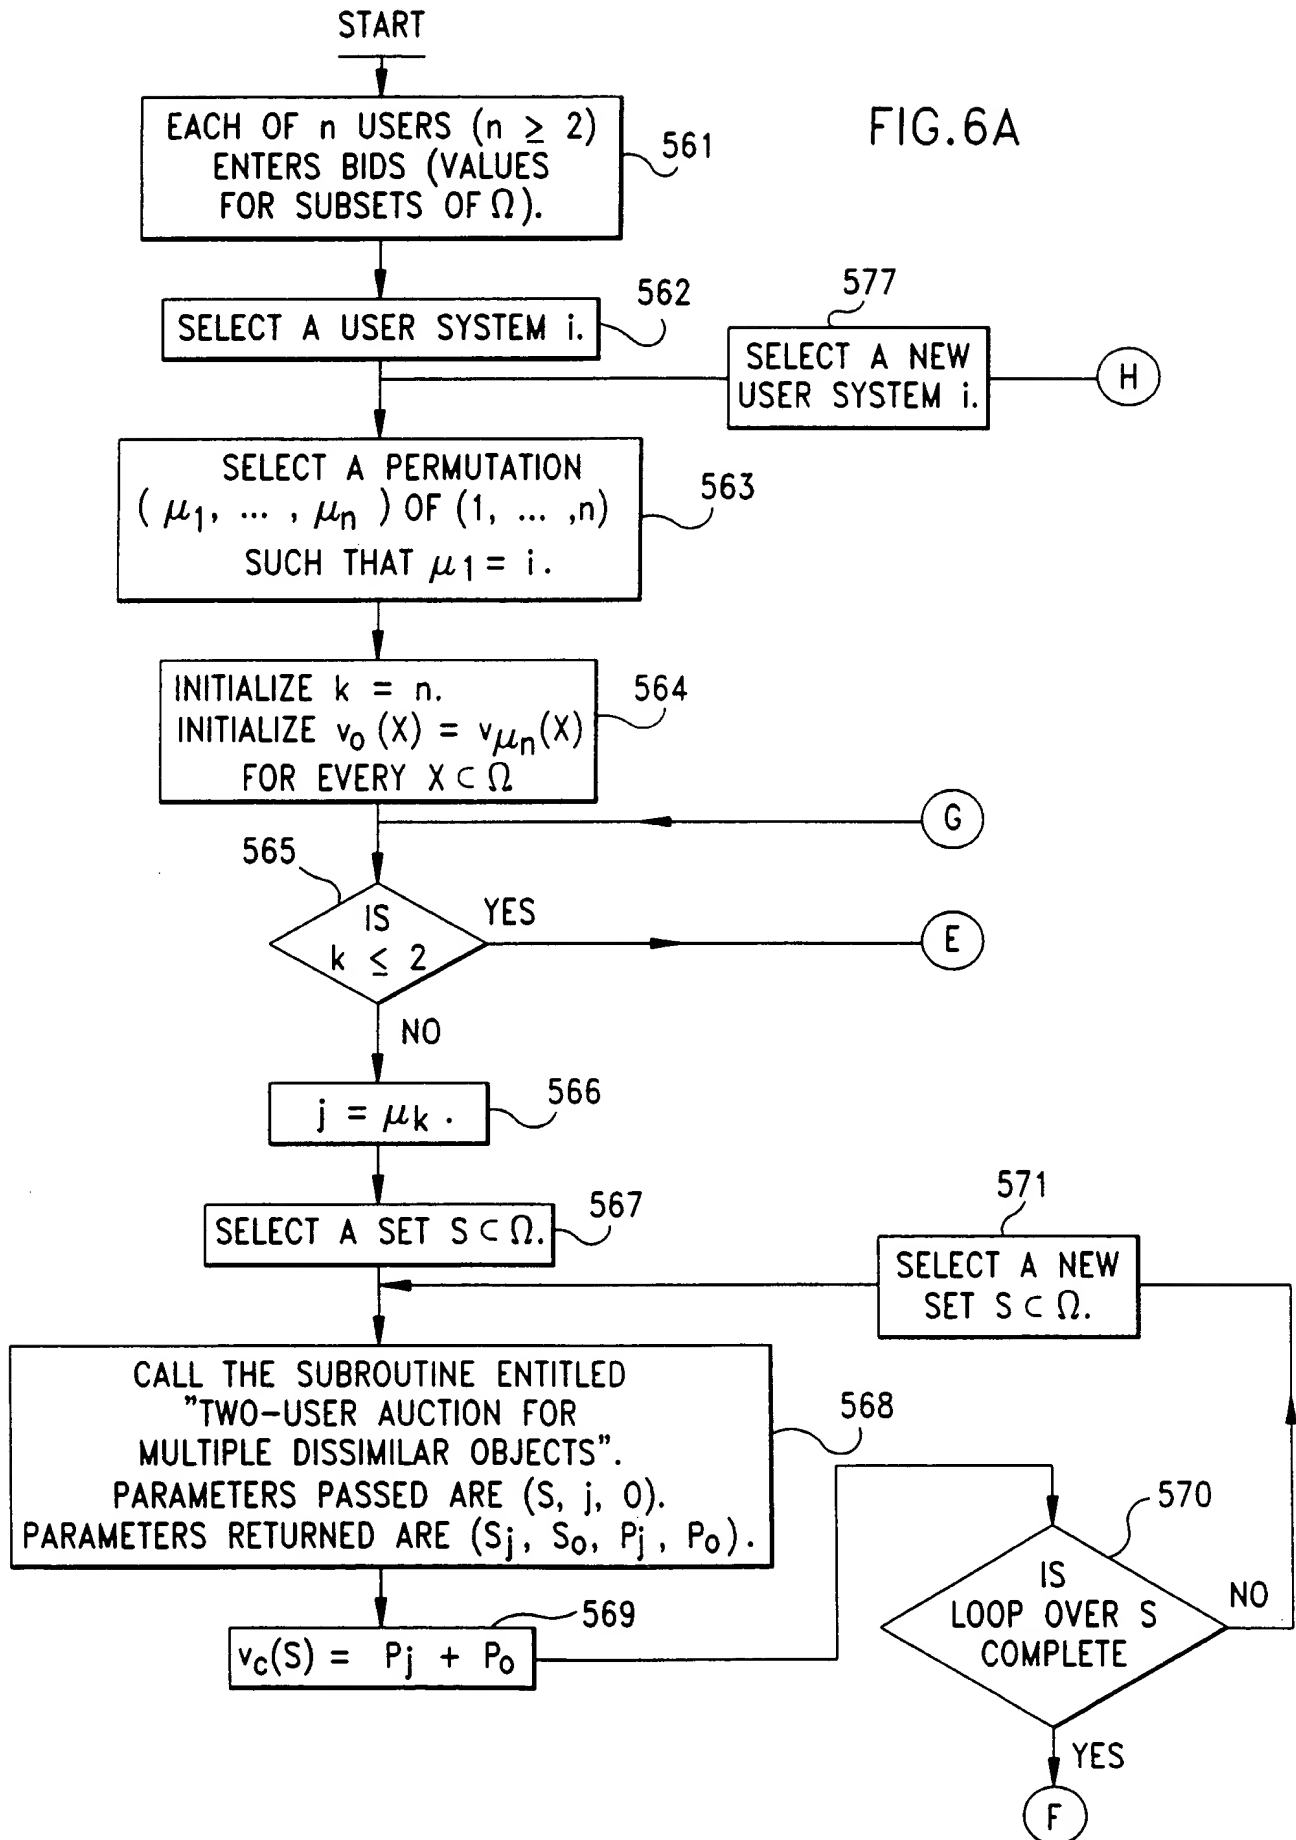 START
FIG.6A
EACH OF n USERS (n ≥ 2)
ENTERS BIDS (VALUES
FOR SUBSETS OF Ω).
561
SELECT A USER SYSTEM i.
562
577
SELECT A NEW
USER SYSTEM i.
H
SELECT A PERMUTATION
( μ1, ... , μn ) OF (1, ... ,n)
SUCH THAT μ1 = i.
563
INITIALIZE k = n.
INITIALIZE vo (X) = vμn(X)
FOR EVERY X ⊂ Ω
564
G
565
IS
k ≤ 2
YES
E
NO
j = μk .
566
SELECT A SET S ⊂ Ω.
567
571
SELECT A NEW
SET S ⊂ Ω.
CALL THE SUBROUTINE ENTITLED
"TWO-USER AUCTION FOR
MULTIPLE DISSIMILAR OBJECTS".
PARAMETERS PASSED ARE (S, j, 0).
PARAMETERS RETURNED ARE (Sj, So, Pj, Po).
568
569
vc(S) = Pj + Po
570
IS
LOOP OVER S
COMPLETE
NO
YES
F